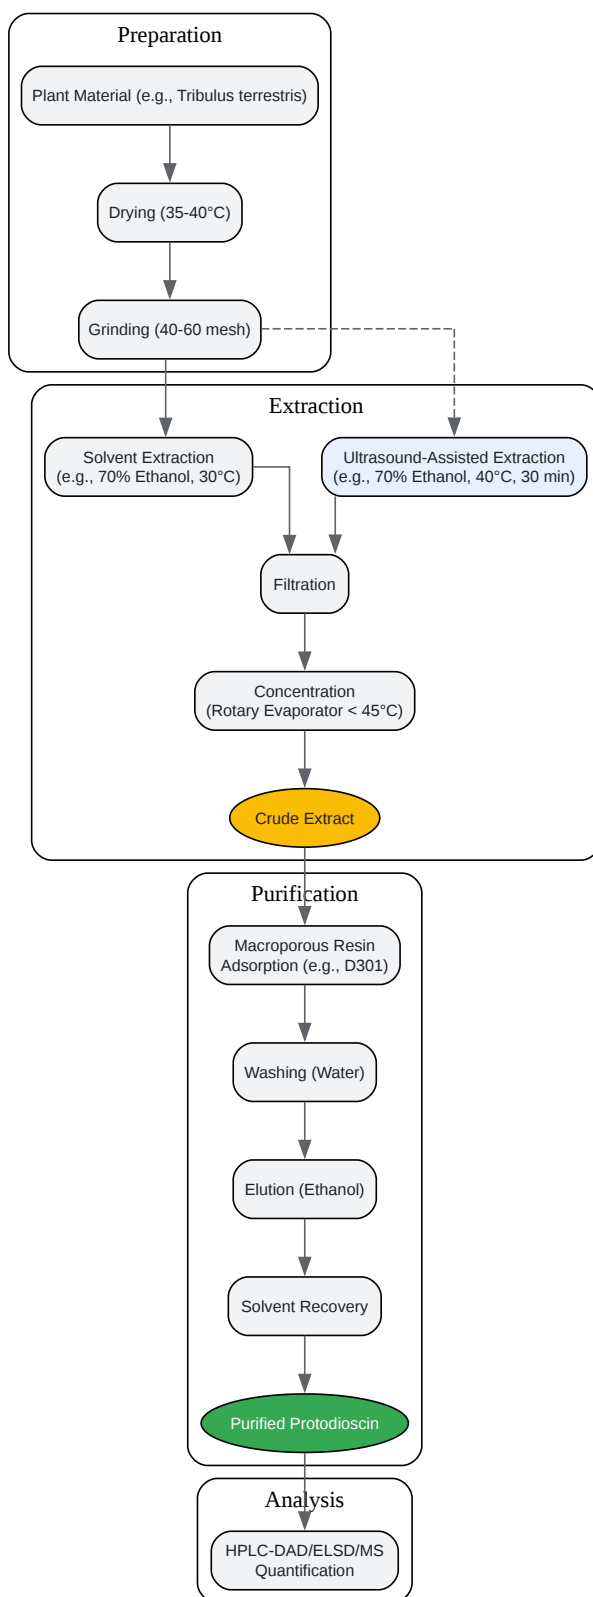 Preparation
Plant Material (e.g., Tribulus terrestris)
Drying (35-40°C)
Grinding (40-60 mesh)
Extraction
Solvent Extraction
(e.g., 70% Ethanol, 30°C)
Ultrasound-Assisted Extraction
(e.g., 70% Ethanol, 40°C, 30 min)
Filtration
Concentration
(Rotary Evaporator < 45°C)
Crude Extract
Purification
Macroporous Resin
Adsorption (e.g., D301)
Washing (Water)
Elution (Ethanol)
Solvent Recovery
Purified Protodioscin
Analysis
HPLC-DAD/ELSD/MS
Quantification